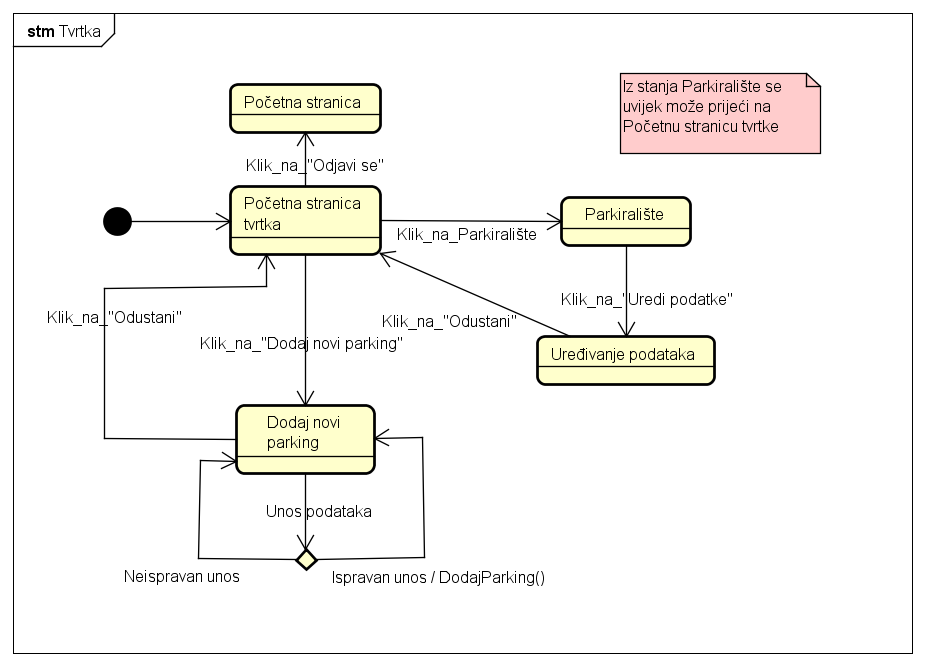 stm Tvrtka
Početna stranica
Iz stanja Parkiralište se
uvijek može prijeći na
Početnu stranicu tvrtke
Klik_na_"Odjavi se"
Početna stranica
tvrtka
Parkiralište
Klik_na_Parkiralište
Klik_na_"Uredi podatke"
Klik_na_"Odustani"
Klik_na_"Odustani"
Klik_na_"Dodaj novi parking"
Uređivanje podataka
Dodaj novi
parking
Unos podataka
Neispravan unos
Ispravan unos / DodajParking()